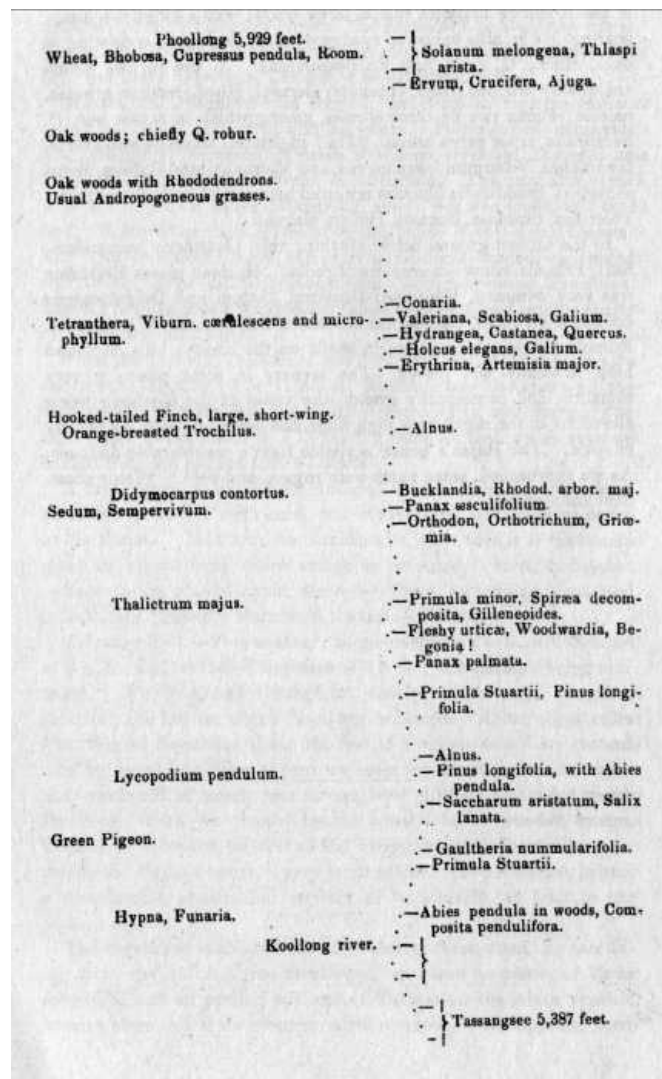 Phoollong 5,929 feet.
Wheat, Bhobosa, Cupressus pendula, Room.
Solanum melongena, Thlaspi
arista.
Ervum, Crucifera, Ajuga.
Oak woods; chiefly Q. robur.
Oak woods with Rhododendrons.
Usual Andropogoneous grasses.
Conaria.
Tetranthera, Viburn. cærulescens and micro-
phyllum.
Valeriana, Scabiosa, Galium.
Hydrangea, Castanea, Quercus.
Holcus elegans, Galium.
Erythrina, Artemisia major.
Hooked-tailed Finch, large, short-wing.
Orange-breasted Trochilus.
Alnus.
Didymocarpus contortus.
Sedum, Sempervivum.
Bucklandia, Rhodod. arbor. maj.
Panax æsculifolium.
Orthodon, Orthotrichum, Griœ-
mia.
Thalictrum majus.
Primula minor, Spiræa decom-
posita, Gilleneoides.
Fleshy urticæ, Woodwardia, Be-
gonia!
Panax palmata.
Primula Stuartii, Pinus longi-
folia.
Alnus.
Lycopodium pendulum.
Pinus longifolia, with Abies
pendula.
Saccharum aristatum, Salix
lanata.
Green Pigeon.
Gaultheria nummularifolia.
Primula Stuartii.
Hypna, Funaria.
Abies pendula in woods, Com-
posita pendulifora.
Koollong river.
Tassangsee 5,387 feet.